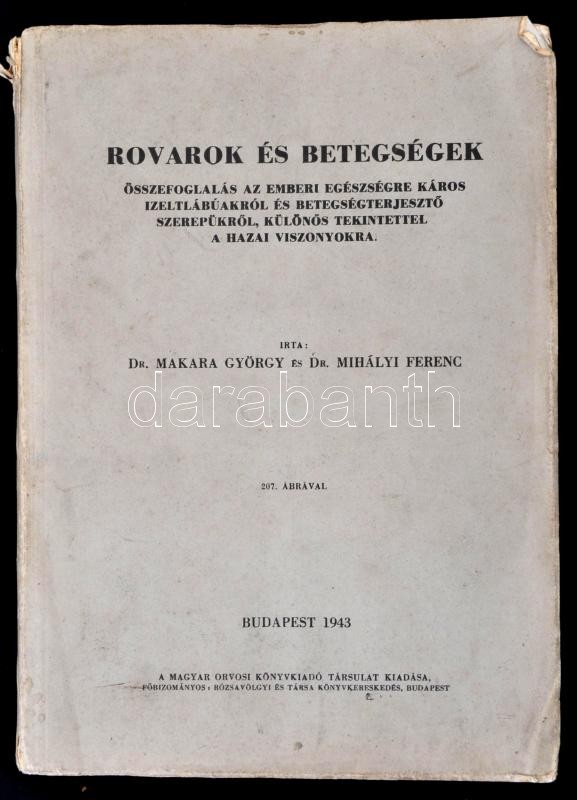 ROVAROK ÉS BETEGSÉGEK
ÖSSZEFOGLALÁS AZ EMBERI EGÉSZSÉGRE KÁROS
IZELTLÁBÚAKRÓL ÉS BETEGSÉGTERJESZTŐ
SZEREPÜKRŐL, KÜLÖNÖS TEKINTETTEL
A HAZAI VISZONYOKRA.
IRTA:
DR. MAKARA GYÖRGY ÉS DR. MIHÁLYI FERENC
darabanth
207. ÁBRÁVAL
BUDAPEST 1943
A MAGYAR ORVOSI KÖNYVKIADÓ TÁRSULAT KIADÁSA,
FŐBIZOMÁNYOS: RÓZSAVÖLGYI ÉS TÁRSA KÖNYVKERESKEDÉS, BUDAPEST